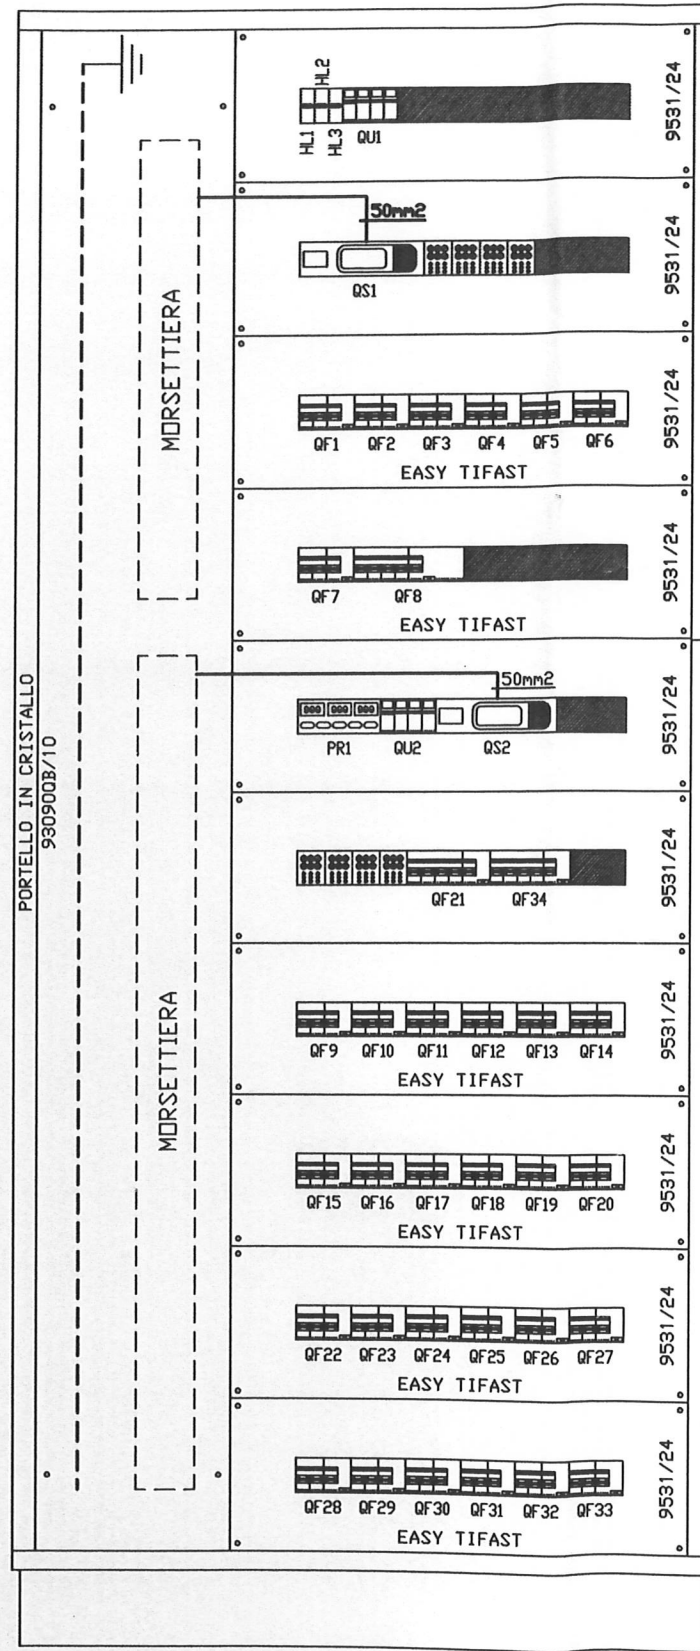 HL2
HL1 HL3 QU1
9531/24
50mm2
QS1
9531/24
MORSETTIERA
QF1 QF2 QF3 QF4 QF5 QF6
EASY TIFAST
9531/24
QF7 QF8
EASY TIFAST
9531/24
50mm2
PR1 QU2 QS2
9531/24
PORTELLO IN CRISTALLO
9309OQB/10
QF21 QF34
9531/24
MORSETTIERA
QF9 QF10 QF11 QF12 QF13 QF14
EASY TIFAST
9531/24
QF15 QF16 QF17 QF18 QF19 QF20
EASY TIFAST
9531/24
QF22 QF23 QF24 QF25 QF26 QF27
EASY TIFAST
9531/24
QF28 QF29 QF30 QF31 QF32 QF33
EASY TIFAST
9531/24